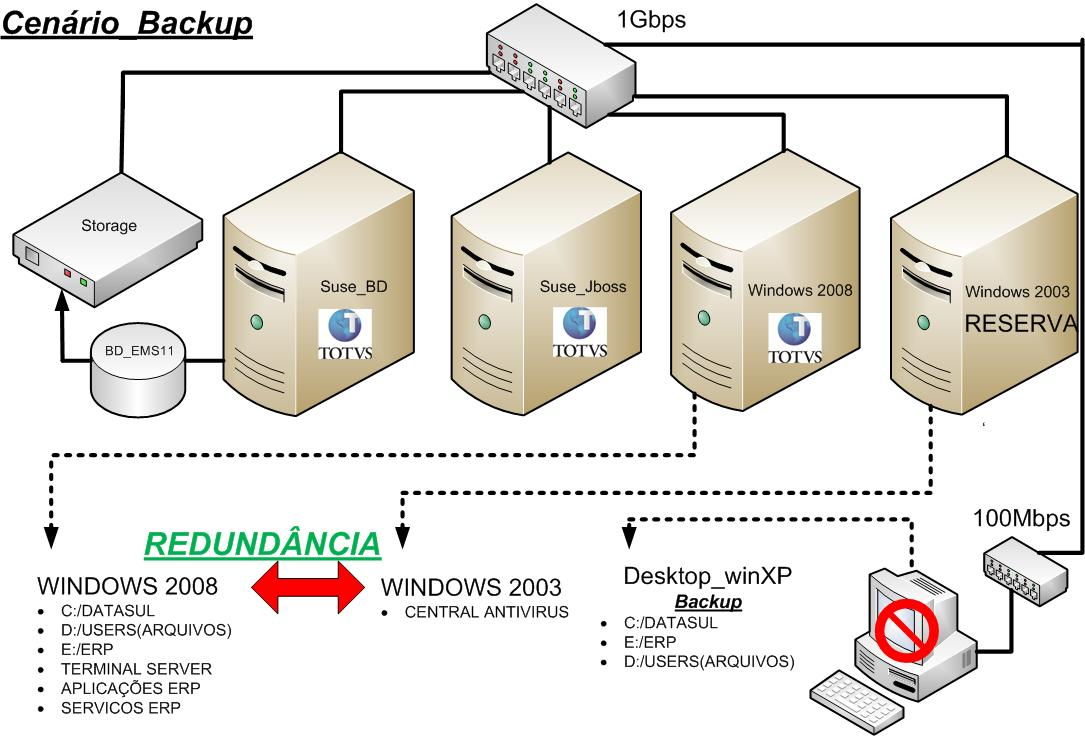 Cenário_Backup
1Gbps
Storage
BD_EMS11
Suse_BD
TOTVS
Suse_Jboss
TOTVS
Windows 2008
TOTVS
Windows 2003
RESERVA
REDUNDÂNCIA
WINDOWS 2008
• C:/DATASUL
• D:/USERS(ARQUIVOS)
• E:/ERP
• TERMINAL SERVER
• APLICAÇÕES ERP
• SERVICOS ERP
WINDOWS 2003
• CENTRAL ANTIVIRUS
Desktop_winXP
Backup
• C:/DATASUL
• E:/ERP
• D:/USERS(ARQUIVOS)
100Mbps